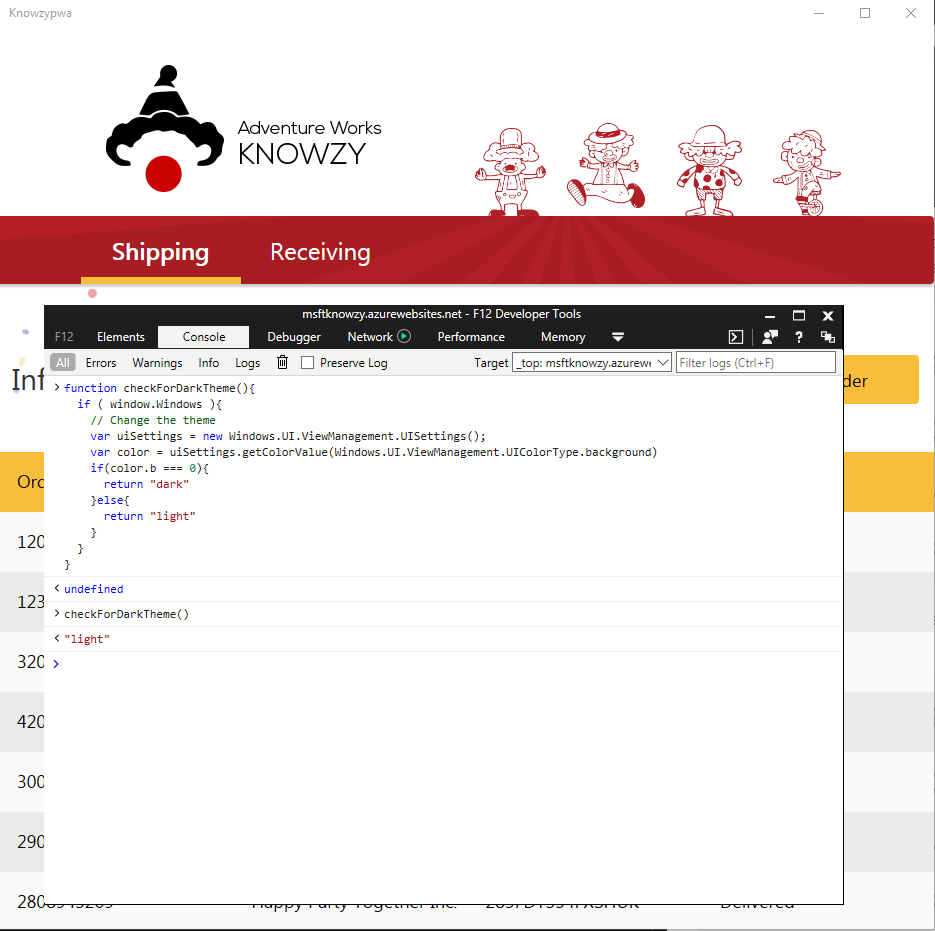 Knowzypwa
Adventure Works
KNOWZY
Shipping Receiving
msftknowzy.azurewebsites.net - F12 Developer Tools
F12 Elements Console Debugger Network Performance Memory
All Errors Warnings Info Logs Preserve Log Target _top: msftknowzy.azurewe Filter logs (Ctrl+F)
function checkForDarkTheme(){
if ( window.Windows ){
// Change the theme
var uiSettings = new Windows.UI.ViewManagement.UISettings();
var color = uiSettings.getColorValue(Windows.UI.ViewManagement.UIColorType.background)
if(color.b === 0){
return "dark"
}else{
return "light"
}
}
}
undefined
checkForDarkTheme()
"light"
Inf
der
Orc
120
123
320
420
300
290
Happy Party Together Inc. Delivered